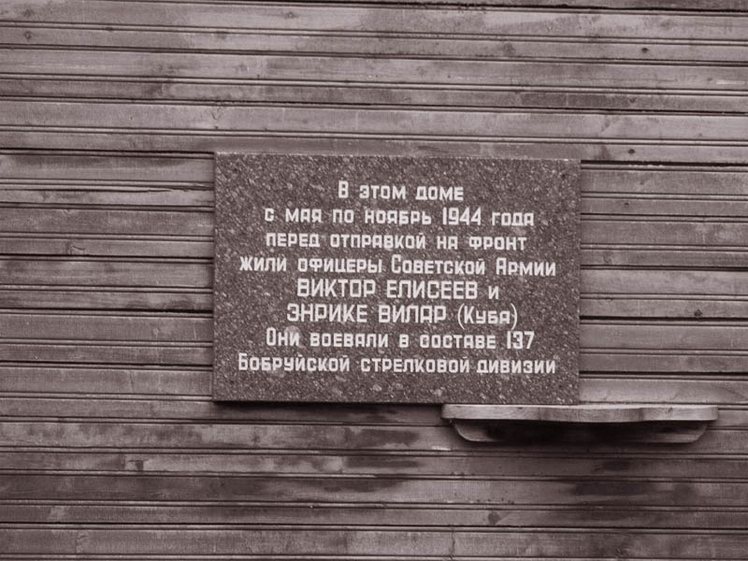 В этом доме
с мая по ноябрь 1944 года
перед отправкой на фронт
жили офицеры Советской Армии
ВИКТОР ЕЛИСЕЕВ и
ЭНРИКЕ ВИЛАР (Куба)
Они воевали в составе 137
Бобруйской стрелковой дивизии